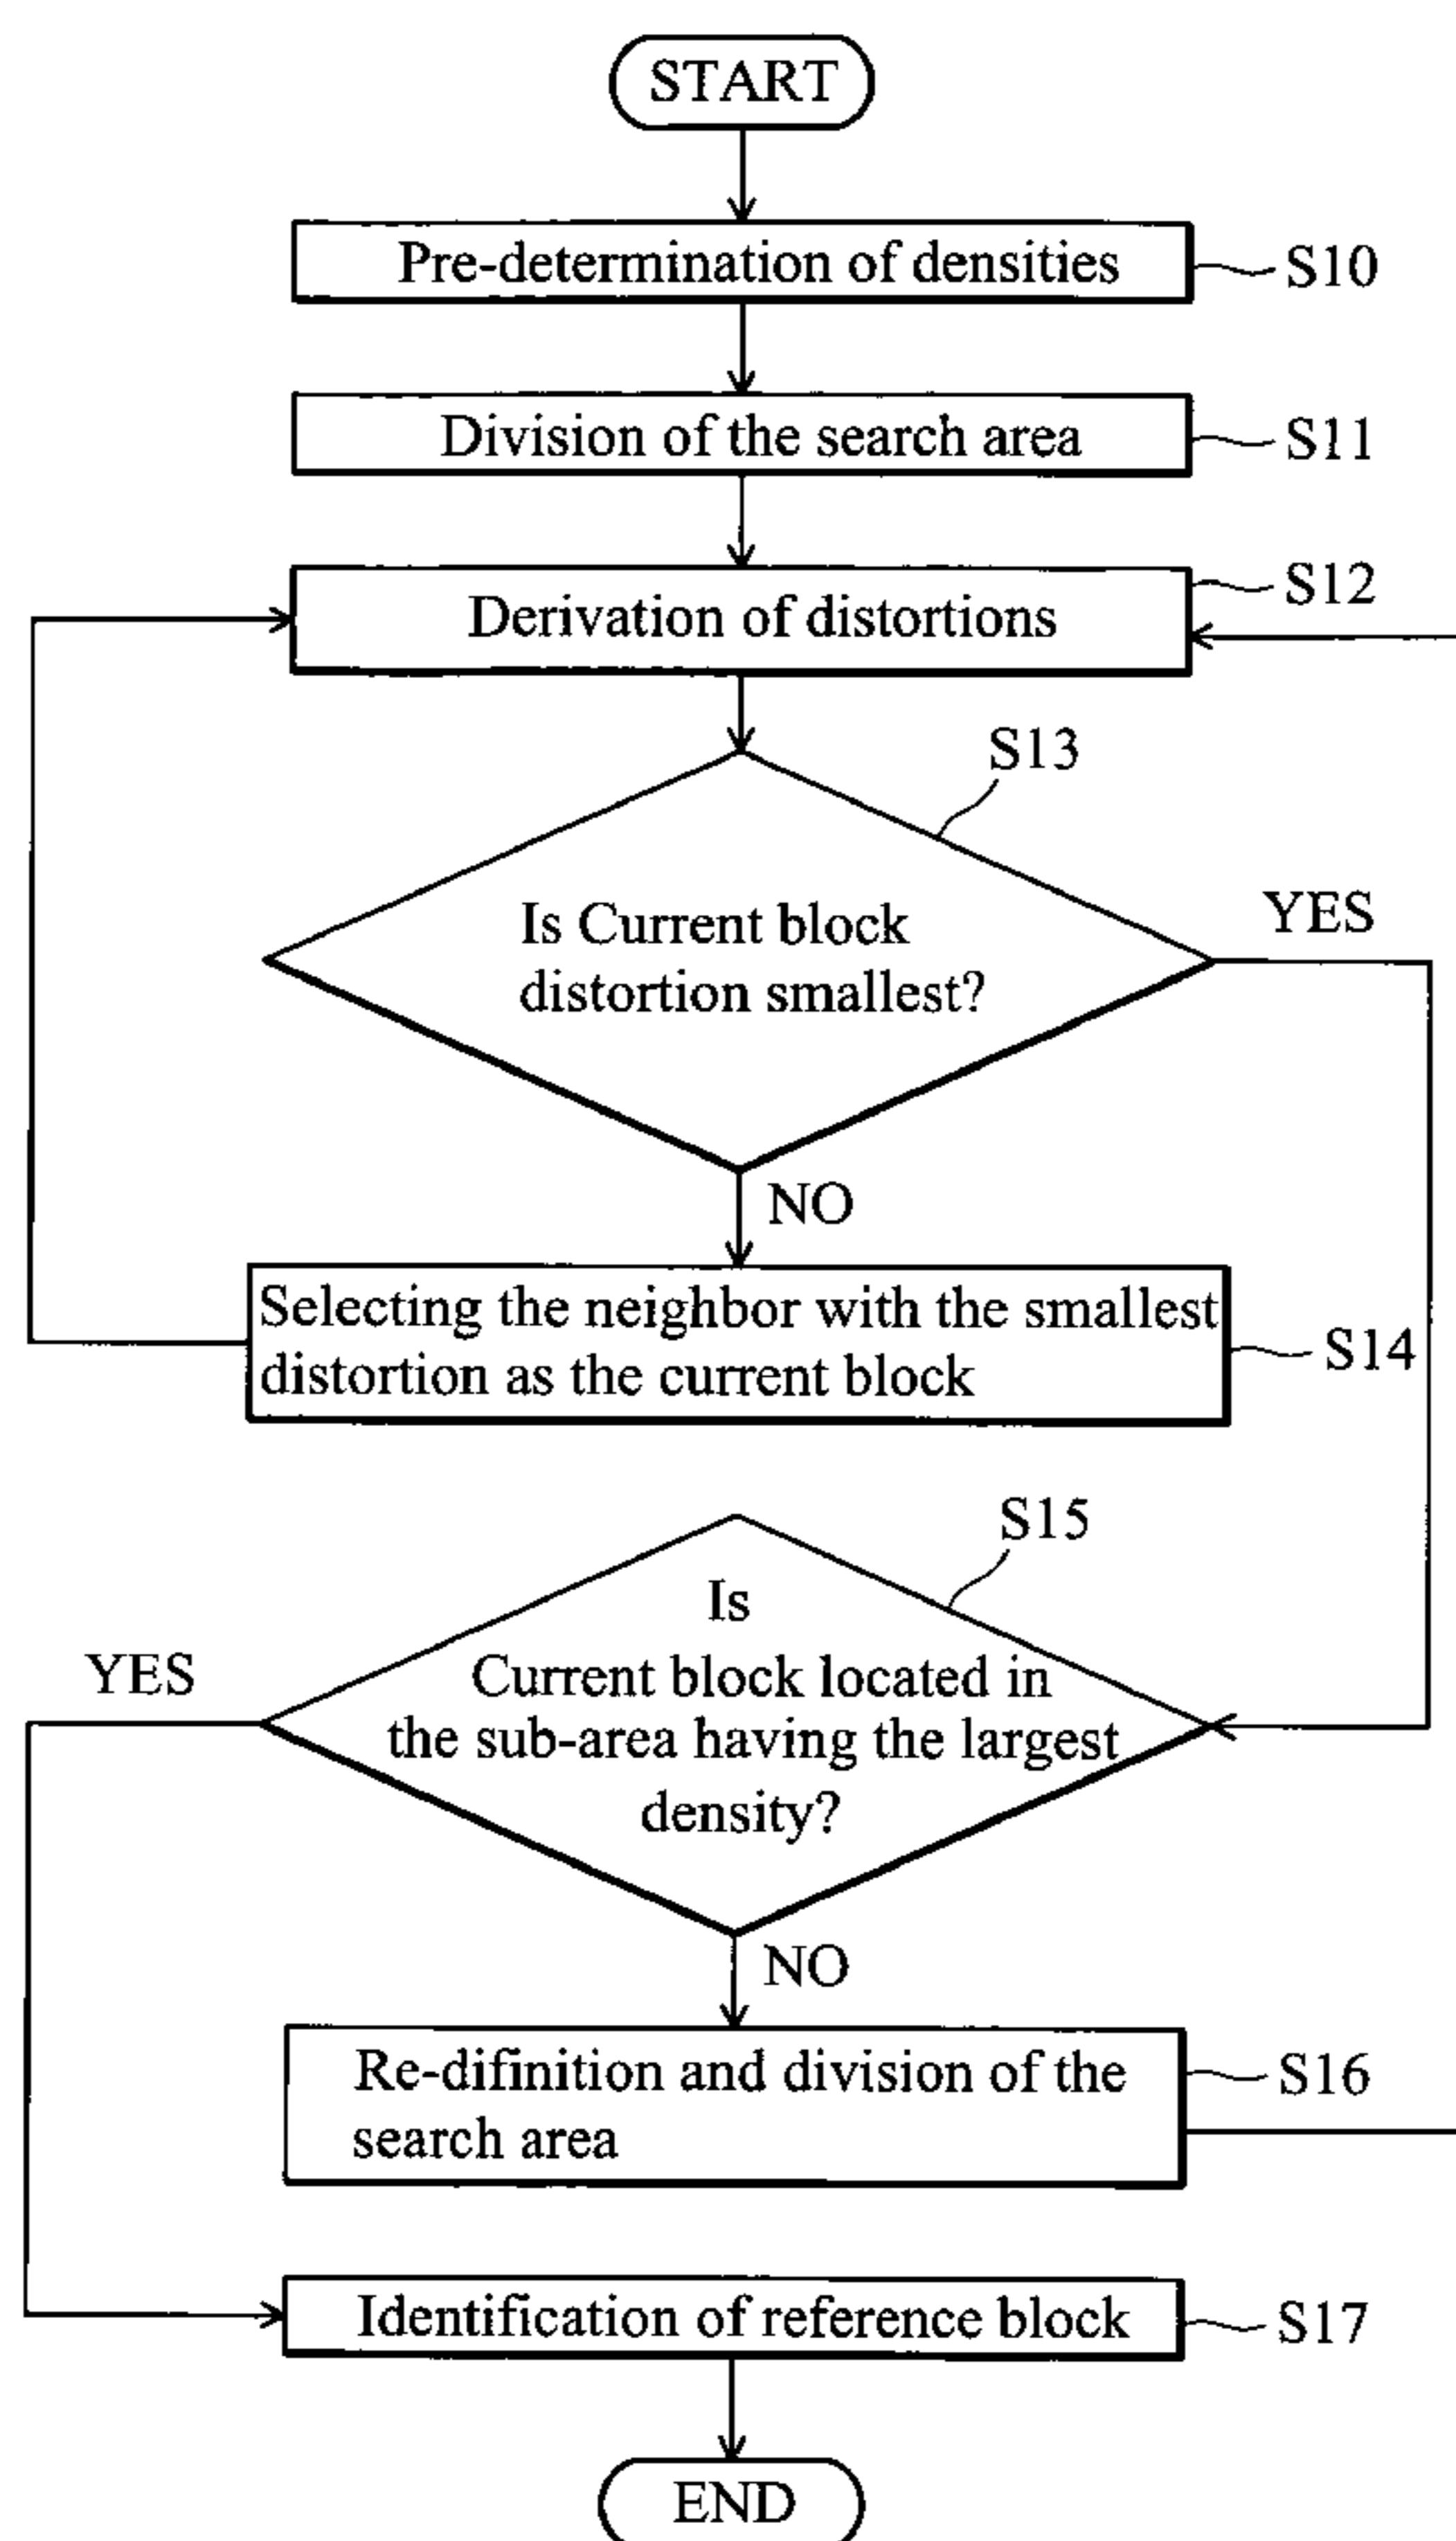 START
Pre-determination of densities
S10
Division of the search area
S11
Derivation of distortions
S12
S13
Is Current block
distortion smallest?
YES
NO
Selecting the neighbor with the smallest
distortion as the current block
S14
S15
Is
Current block located in
the sub-area having the largest
density?
YES
NO
Re-difinition and division of the
search area
S16
Identification of reference block
S17
END